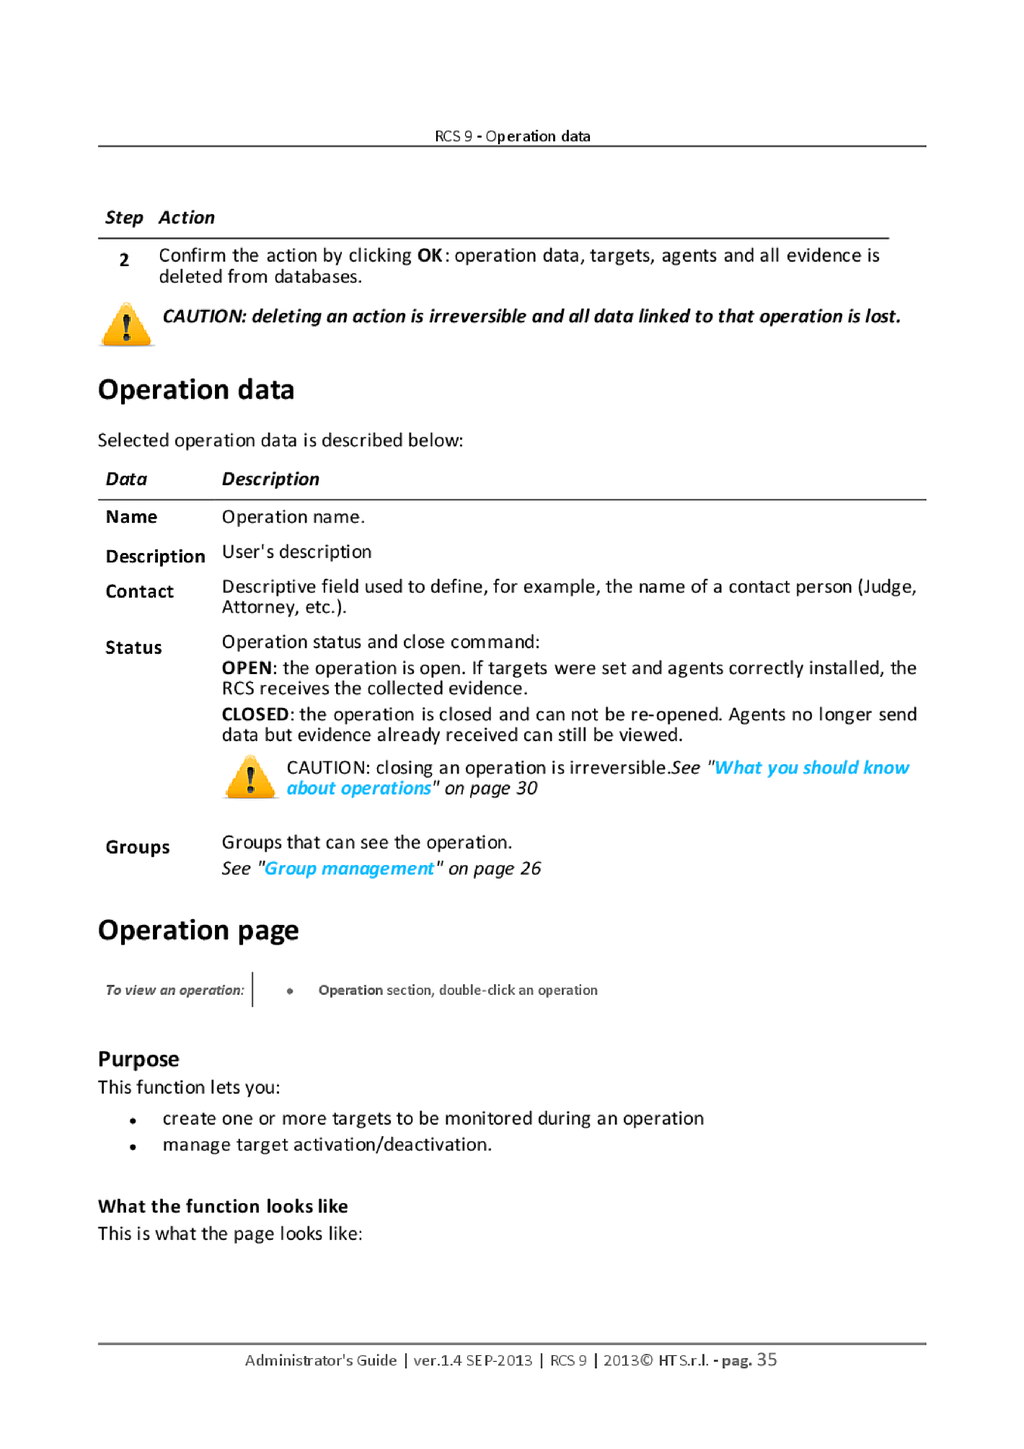 RCS 9 - Operation data
Step Action
2 Confirm the action by clicking OK: operation data, targets, agents and all evidence is
deleted from databases.
CAUTION: deleting an action is irreversible and all data linked to that operation is lost.
Operation data
Selected operation data is described below:
Data Description
Name Operation name.
Description User's description
Contact Descriptive field used to define, for example, the name of a contact person (Judge,
Attorney, etc.).
Status Operation status and close command:
OPEN: the operation is open. If targets were set and agents correctly installed, the
RCS receives the collected evidence.
CLOSED: the operation is closed and can not be re-opened. Agents no longer send
data but evidence already received can still be viewed.
CAUTION: closing an operation is irreversible.See "What you should know
about operations" on page 30
Groups Groups that can see the operation.
See "Group management" on page 26
Operation page
To view an operation: • Operation section, double-click an operation
Purpose
This function lets you:
• create one or more targets to be monitored during an operation
• manage target activation/deactivation.
What the function looks like
This is what the page looks like:
Administrator's Guide | ver.1.4 SEP-2013 | RCS 9 | 2013© HT S.r.l. - pag. 35